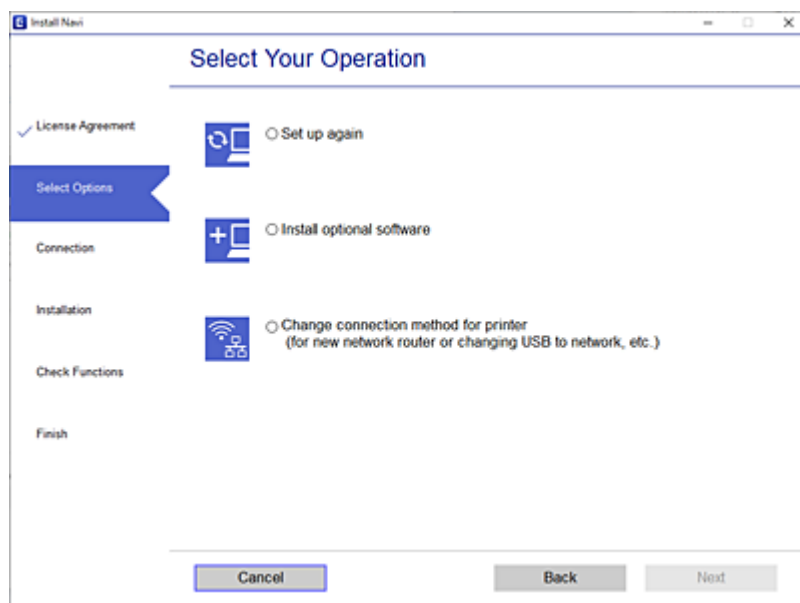 Install Navi
Select Your Operation
License Agreement
Select Options
Connection
Installation
Check Functions
Finish
Set up again
Install optional software
Change connection method for printer
(for new network router or changing USB to network, etc.)
Cancel
Back
Next